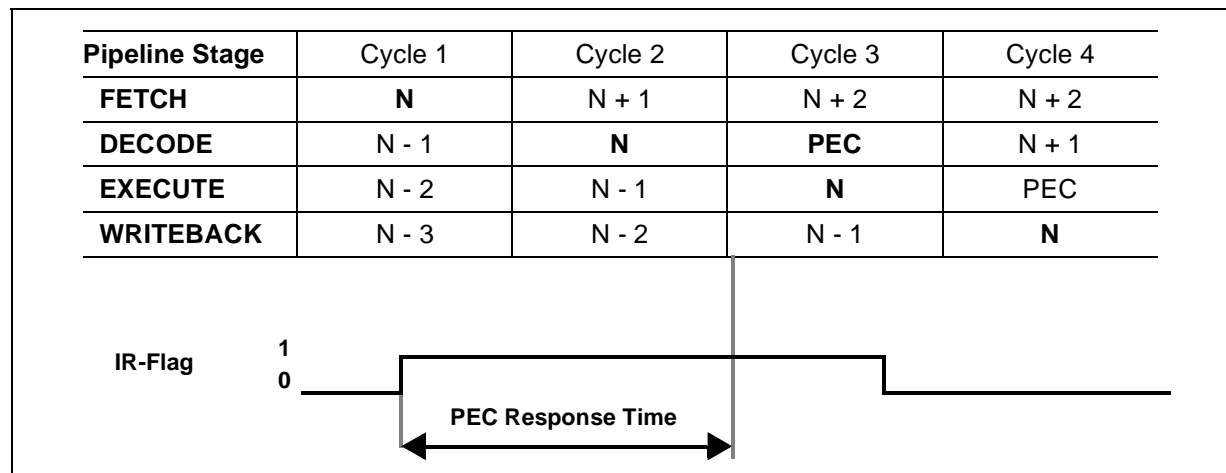 Pipeline Stage Cycle 1 Cycle 2 Cycle 3 Cycle 4
FETCH N N + 1 N + 2 N + 2
DECODE N - 1 N PEC N + 1
EXECUTE N - 2 N - 1 N PEC
WRITEBACK N - 3 N - 2 N - 1 N
1
IR-Flag
0
PEC Response Time